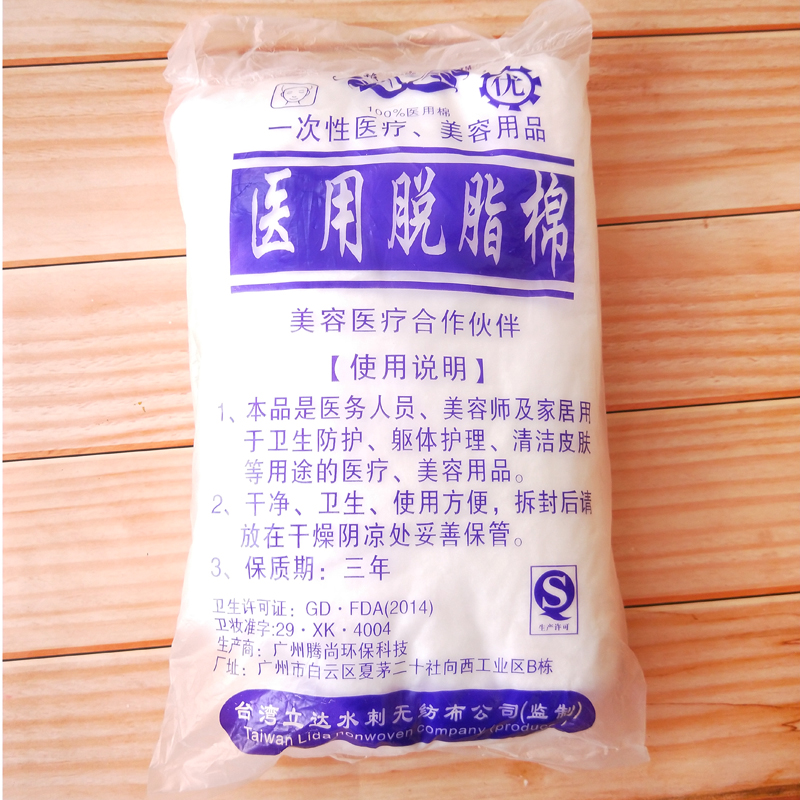 优
100%医用棉
一次性医疗、美容用品
医用脱脂棉
美容医疗合作伙伴
【使用说明】
1、本品是医务人员、美容师及家居用
于卫生防护、躯体护理、清洁皮肤
等用途的医疗、美容用品。
2、干净、卫生、使用方便，拆封后请
放在干燥阴凉处妥善保管。
3、保质期：三年
S
生产许可
卫生许可证：GD·FDA(2014)
卫妆准字:29·XK·4004
生产商：广州腾尚环保科技
厂址：广州市白云区夏茅二十社向西工业区B栋
台湾立达水刺无纺布公司(监制)
Taiwan Lida nonwoven company (produc